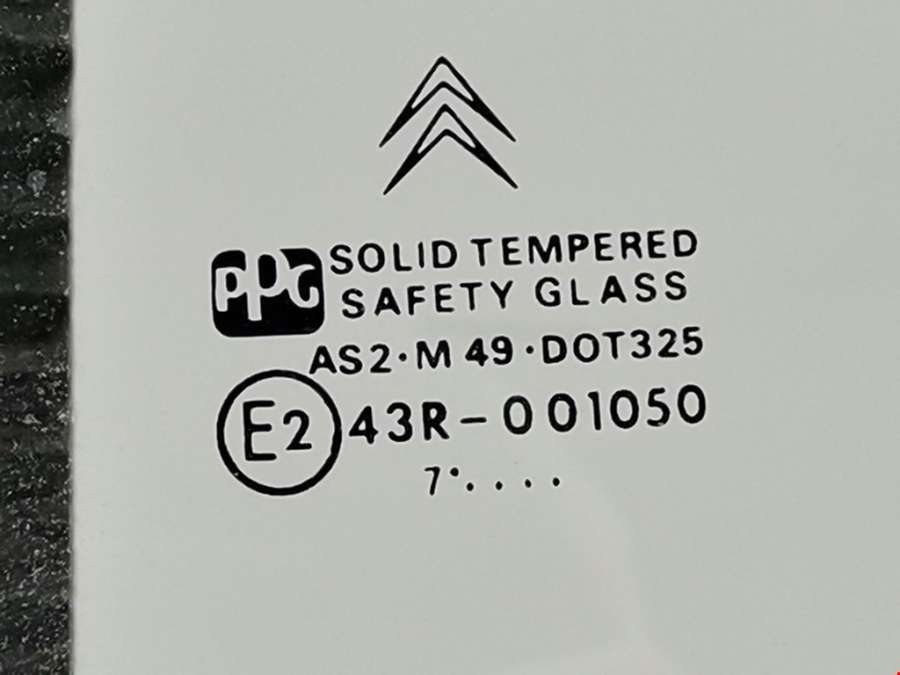 ppg SOLID TEMPERED
SAFETY GLASS
AS2·M 49·DOT325
E2 43R-001050
7•....